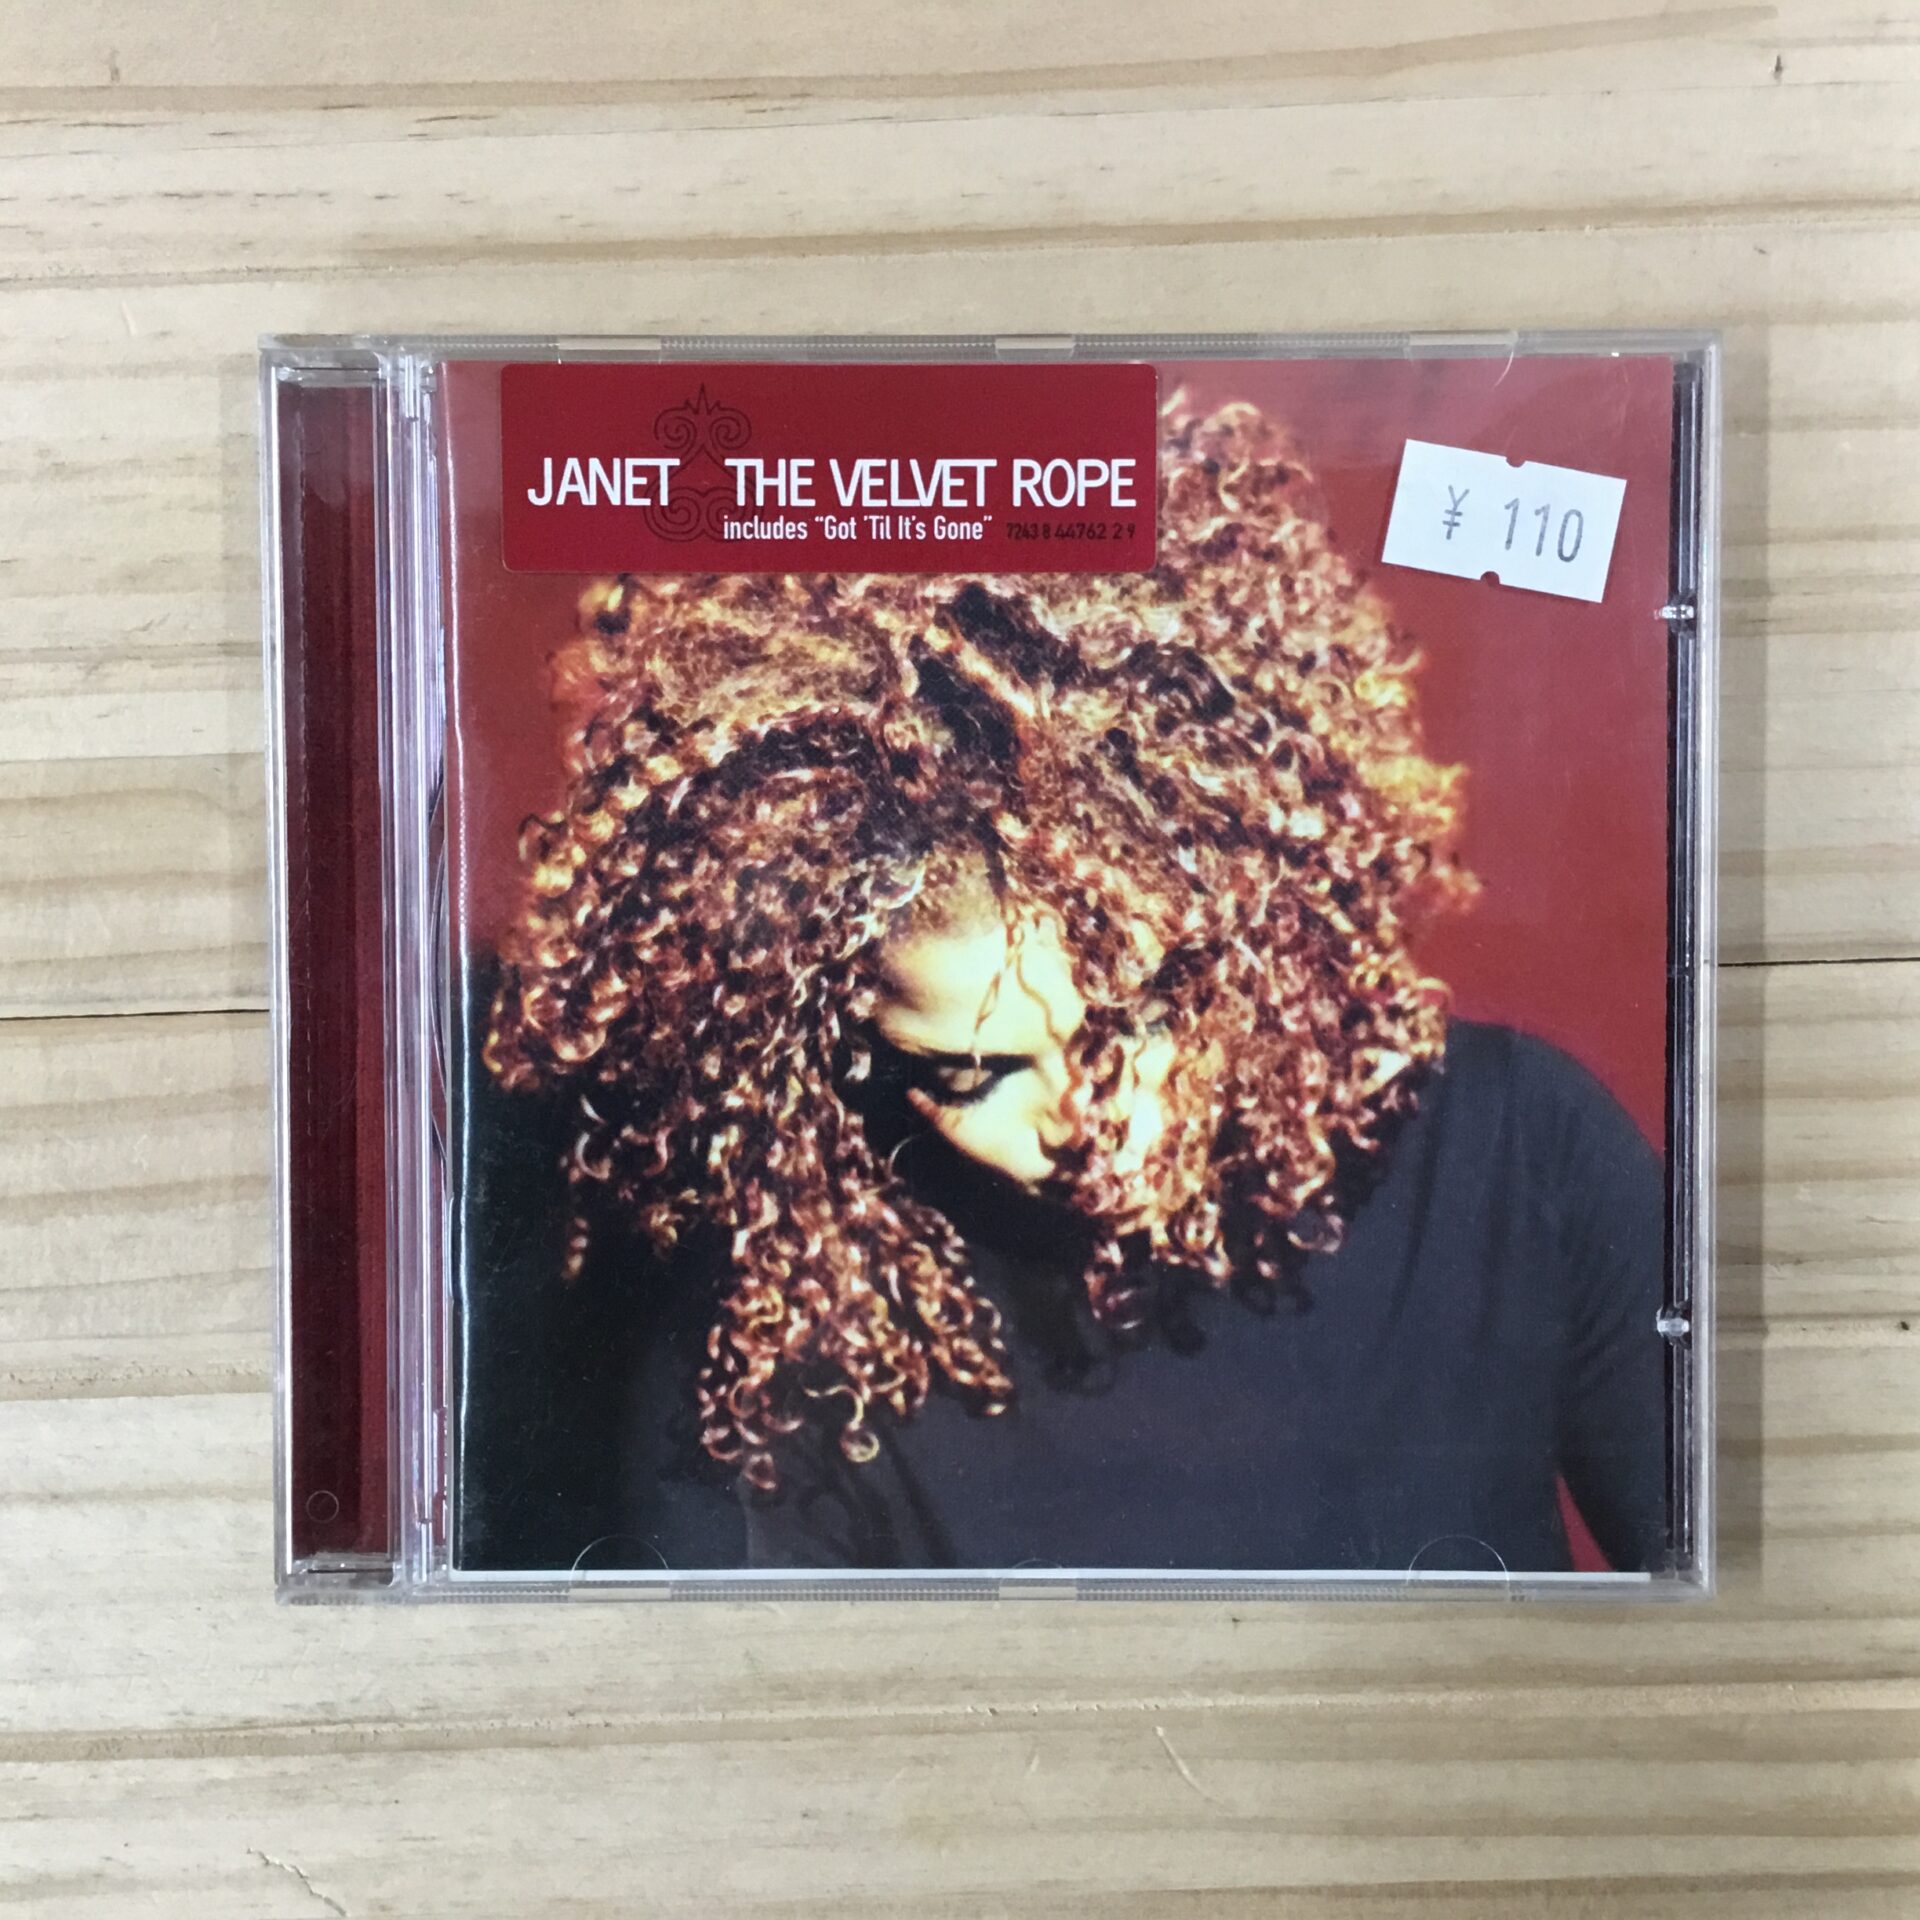 JANET THE VELVET ROPE
includes “Got ’Til It’s Gone” 7243 8 44762 2 9
¥ 110